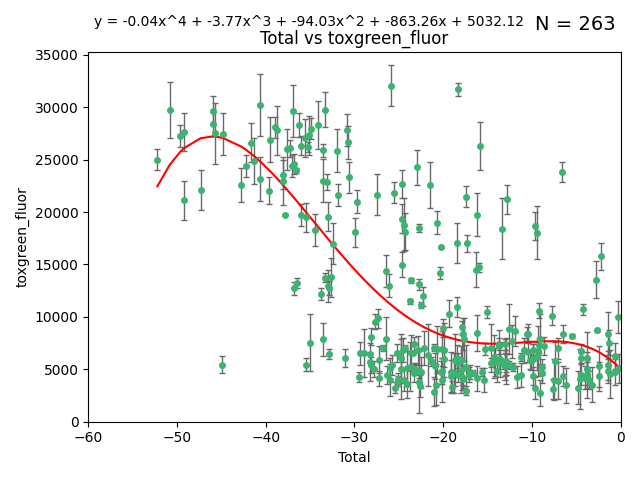 y = -0.04x^4 + -3.77x^3 + -94.03x^2 + -863.26x + 5032.12 N = 263
Total vs toxgreen_fluor
35000
30000
25000
20000
15000
10000
5000
0
toxgreen_fluor
−60 −50 −40 −30 −20 −10 0
Total